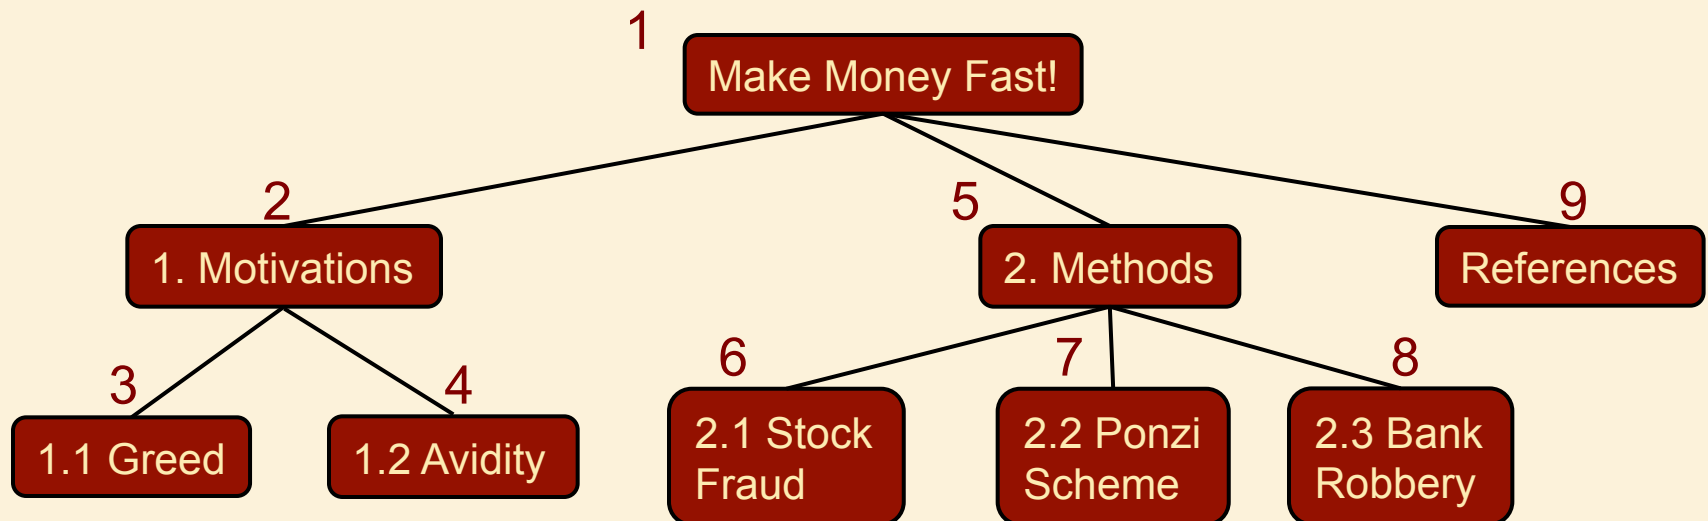 1
Make Money Fast!
2
5
9
1. Motivations
2. Methods
References
3
4
6
7
8
1.1 Greed
1.2 Avidity
2.1 Stock
Fraud
2.2 Ponzi
Scheme
2.3 Bank
Robbery